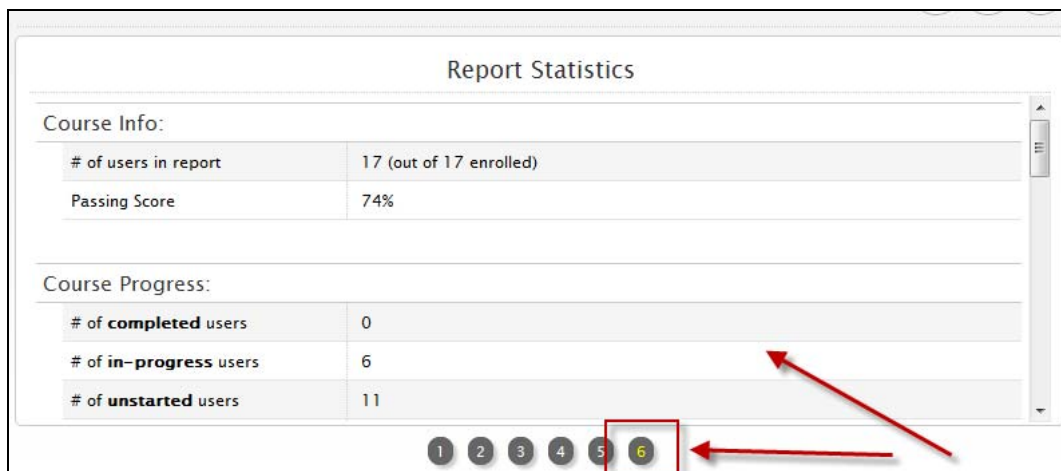 Report Statistics
Course Info:
# of users in report 17 (out of 17 enrolled)
Passing Score 74%
Course Progress:
# of completed users 0
# of in-progress users 6
# of unstarted users 11
1 2 3 4 5 6